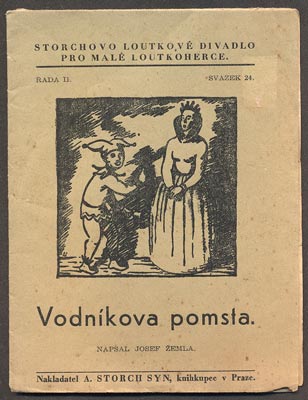 STORCHOVO LOUTKOVÉ DIVADLO
PRO MALÉ LOUTKOHERCE.
ŘADA II.
SVAZEK 24.
Vodníkova pomsta.
NAPSAL JOSEF ŽEMLA.
Nakladatel A. STORCH SYN, knihkupec v Praze.